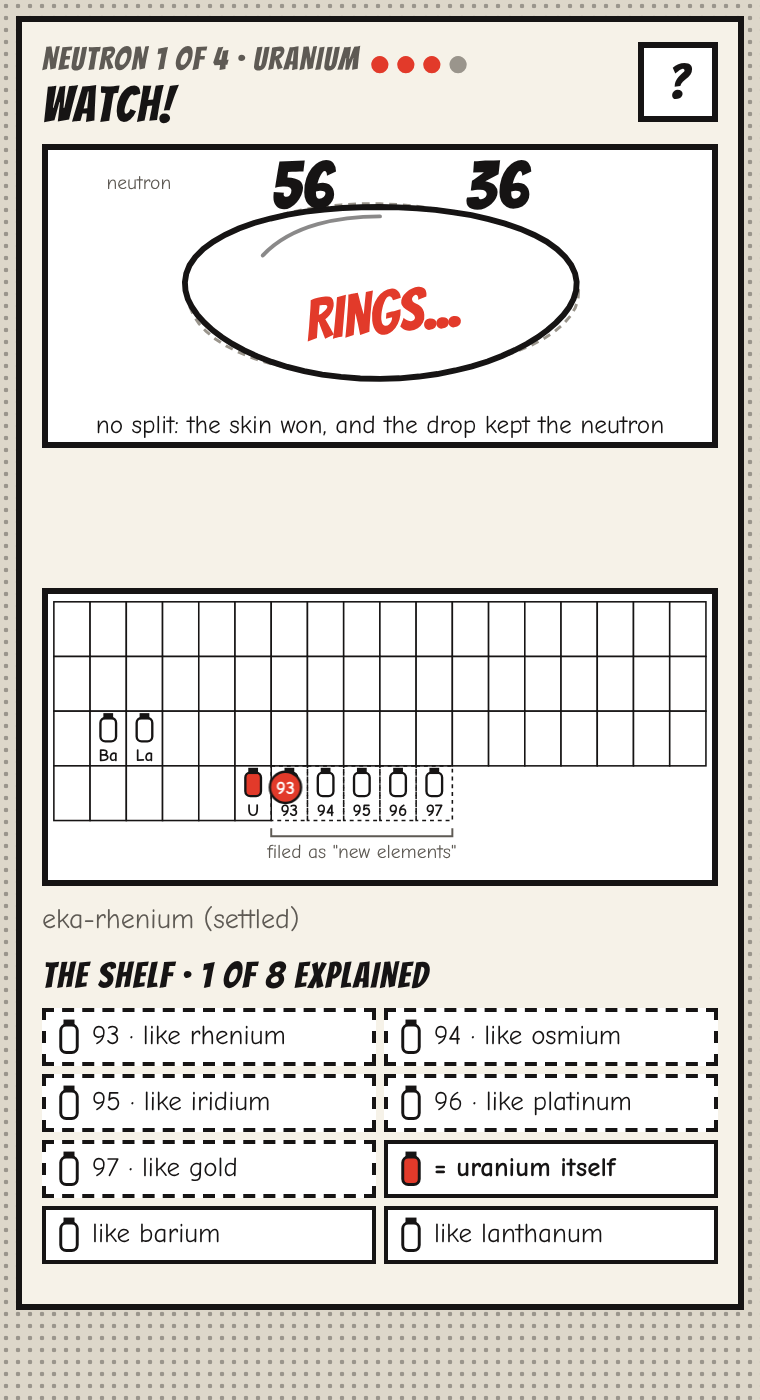 NEUTRON 1 OF 4 · URANIUM
WATCH!
?
neutron
56 36
RINGS...
no split: the skin won, and the drop kept the neutron
Ba La
93
U 93 94 95 96 97
filed as "new elements"
eka-rhenium (settled)
THE SHELF · 1 OF 8 EXPLAINED
93 · like rhenium
94 · like osmium
95 · like iridium
96 · like platinum
97 · like gold
= uranium itself
like barium
like lanthanum